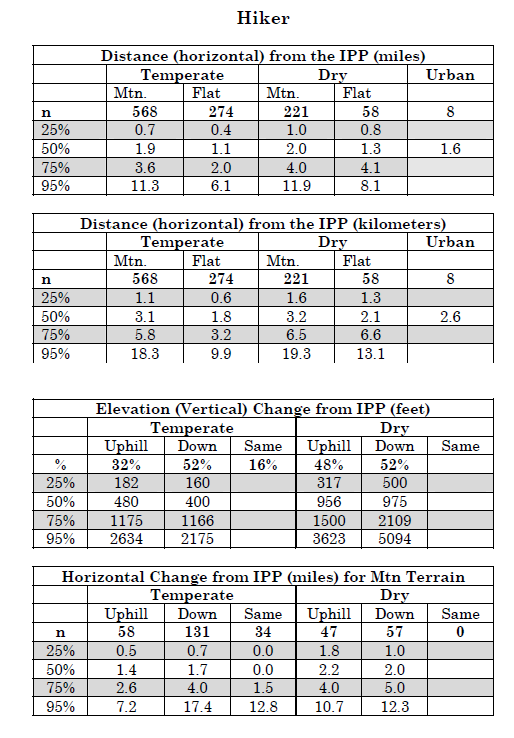 Hiker
Distance (horizontal) from the IPP (miles)
Temperate Dry Urban
Mtn. Flat Mtn. Flat
n 568 274 221 58 8
25% 0.7 0.4 1.0 0.8
50% 1.9 1.1 2.0 1.3 1.6
75% 3.6 2.0 4.0 4.1
95% 11.3 6.1 11.9 8.1
Distance (horizontal) from the IPP (kilometers)
Temperate Dry Urban
Mtn. Flat Mtn. Flat
n 568 274 221 58 8
25% 1.1 0.6 1.6 1.3
50% 3.1 1.8 3.2 2.1 2.6
75% 5.8 3.2 6.5 6.6
95% 18.3 9.9 19.3 13.1
Elevation (Vertical) Change from IPP (feet)
Temperate Dry
Uphill Down Same Uphill Down Same
% 32% 52% 16% 48% 52%
25% 182 160 317 500
50% 480 400 956 975
75% 1175 1166 1500 2109
95% 2634 2175 3623 5094
Horizontal Change from IPP (miles) for Mtn Terrain
Temperate Dry
Uphill Down Same Uphill Down Same
n 58 131 34 47 57 0
25% 0.5 0.7 0.0 1.8 1.0
50% 1.4 1.7 0.0 2.2 2.0
75% 2.6 4.0 1.5 4.0 5.0
95% 7.2 17.4 12.8 10.7 12.3